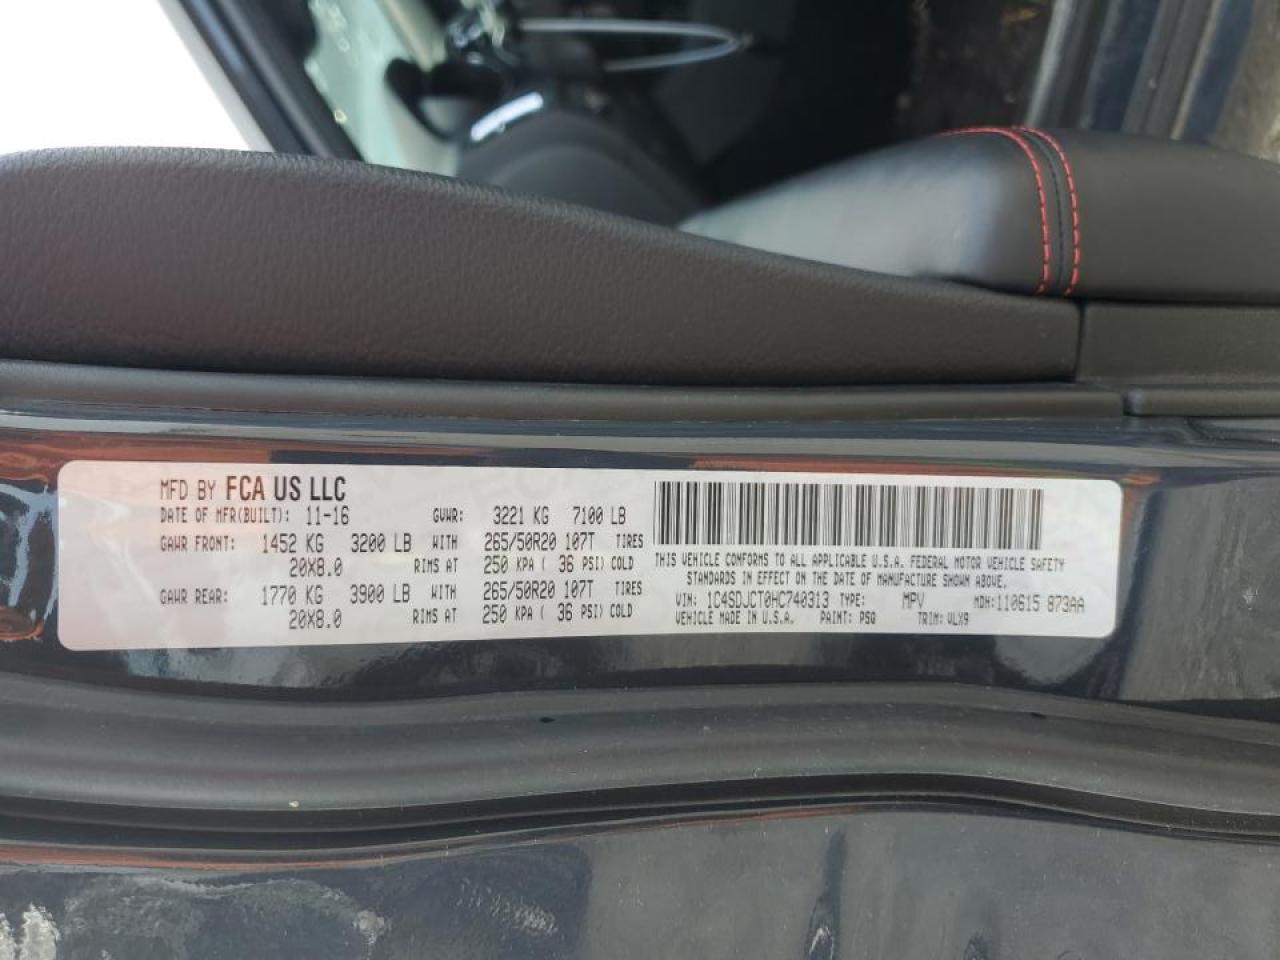 MFD BY FCA US LLC
DATE OF MFR(BUILT): 11-16 GVWR: 3221 KG 7100 LB
GAWR FRONT: 1452 KG 3200 LB WITH 265/50R20 107T TIRES
20X8.0 RIMS AT 250 KPA ( 36 PSI) COLD
GAWR REAR: 1770 KG 3900 LB WITH 265/50R20 107T TIRES
20X8.0 RIMS AT 250 KPA ( 36 PSI) COLD
THIS VEHICLE CONFORMS TO ALL APPLICABLE U.S.A. FEDERAL MOTOR VEHICLE SAFETY
STANDARDS IN EFFECT ON THE DATE OF MANUFACTURE SHOWN ABOVE.
VIN: 1C4SDJCT0HC740313 TYPE: MPV MDH: 110615 873AA
VEHICLE MADE IN U.S.A. PAINT: PSQ TRIM: VLX9